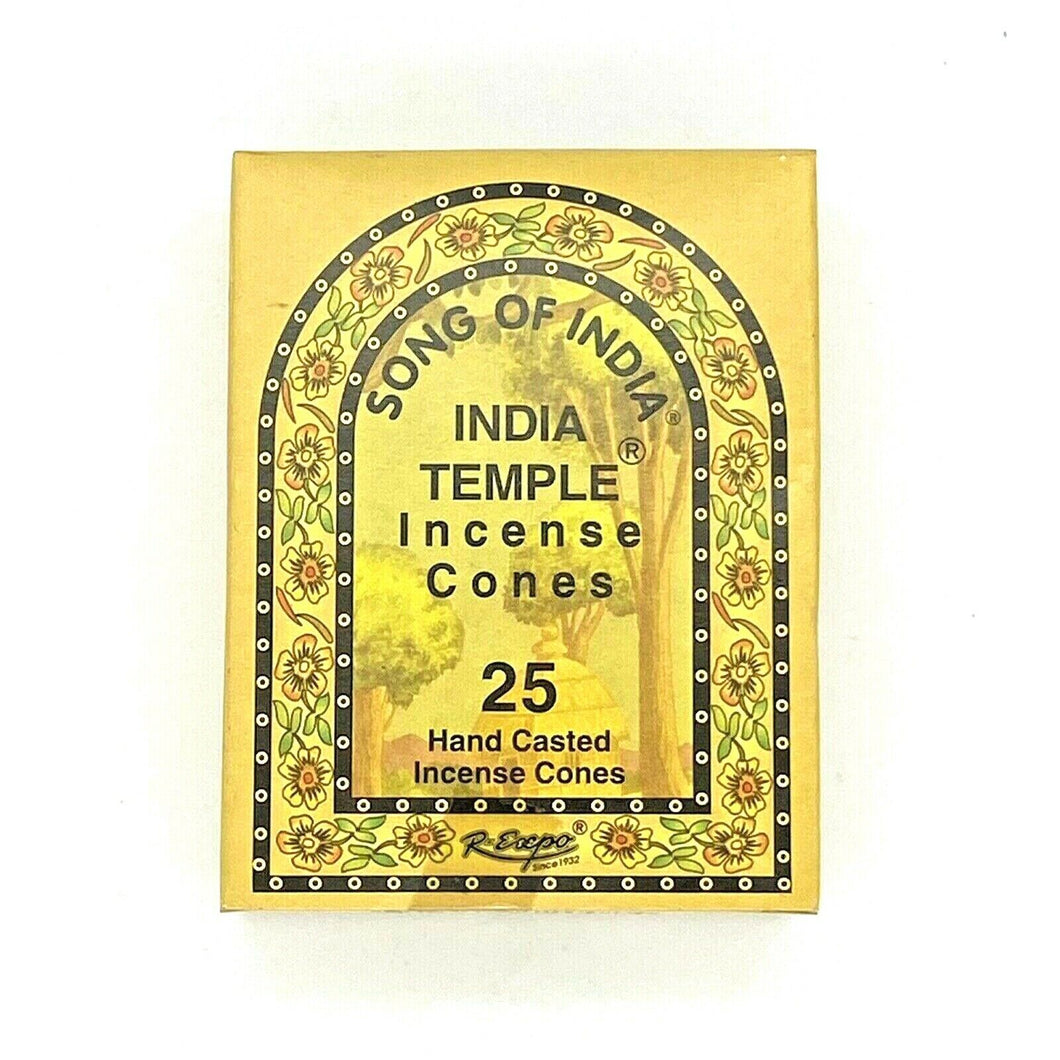 SONG OF INDIA®
INDIA
TEMPLE®
Incense
Cones
25
Hand Casted
Incense Cones
R-Expo®
Since 1932